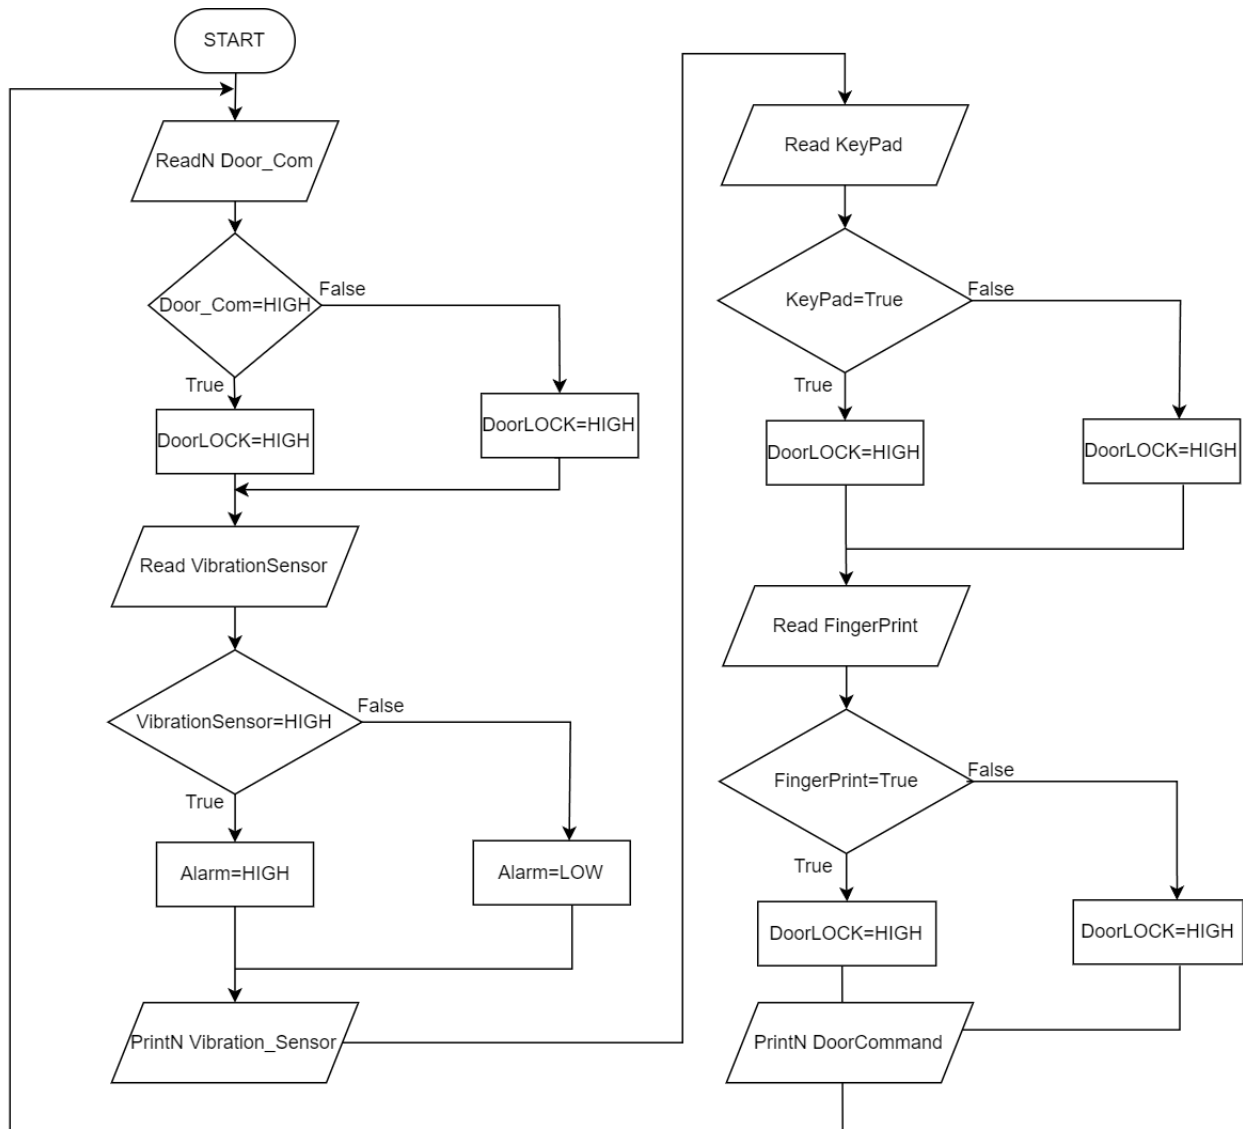 START
ReadN Door_Com
Door_Com=HIGH
False
True
DoorLOCK=HIGH
DoorLOCK=HIGH
Read VibrationSensor
VibrationSensor=HIGH
False
True
Alarm=HIGH
Alarm=LOW
PrintN Vibration_Sensor
Read KeyPad
KeyPad=True
False
True
DoorLOCK=HIGH
DoorLOCK=HIGH
Read FingerPrint
FingerPrint=True
False
True
DoorLOCK=HIGH
DoorLOCK=HIGH
PrintN DoorCommand